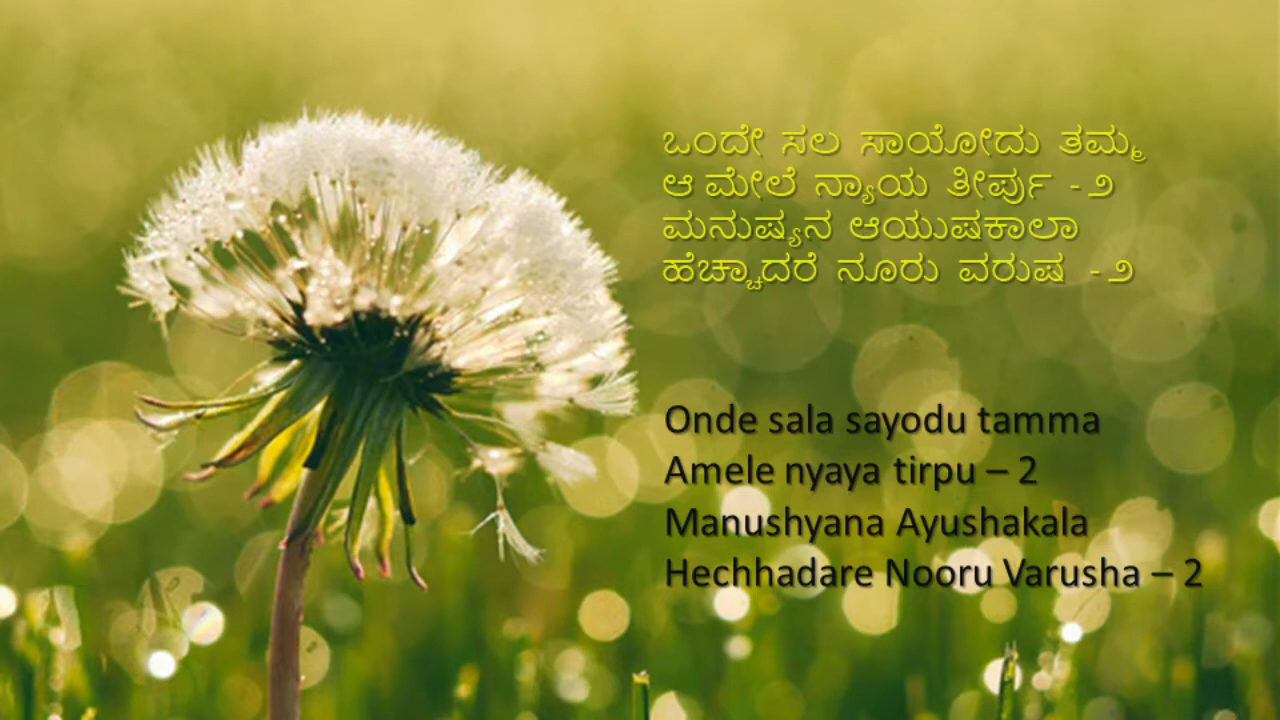 ಒಂದೇ ಸಲ ಸಾಯೋದು ತಮ್ಮ
ಆ ಮೇಲೆ ನ್ಯಾಯ ತೀರ್ಪು - ೨
ಮನುಷ್ಯನ ಆಯುಷಕಾಲಾ
ಹೆಚ್ಚಾದರೆ ನೂರು ವರುಷ - ೨
Onde sala sayodu tamma
Amele nyaya tirpu – 2
Manushyana Ayushakala
Hechhadare Nooru Varusha – 2